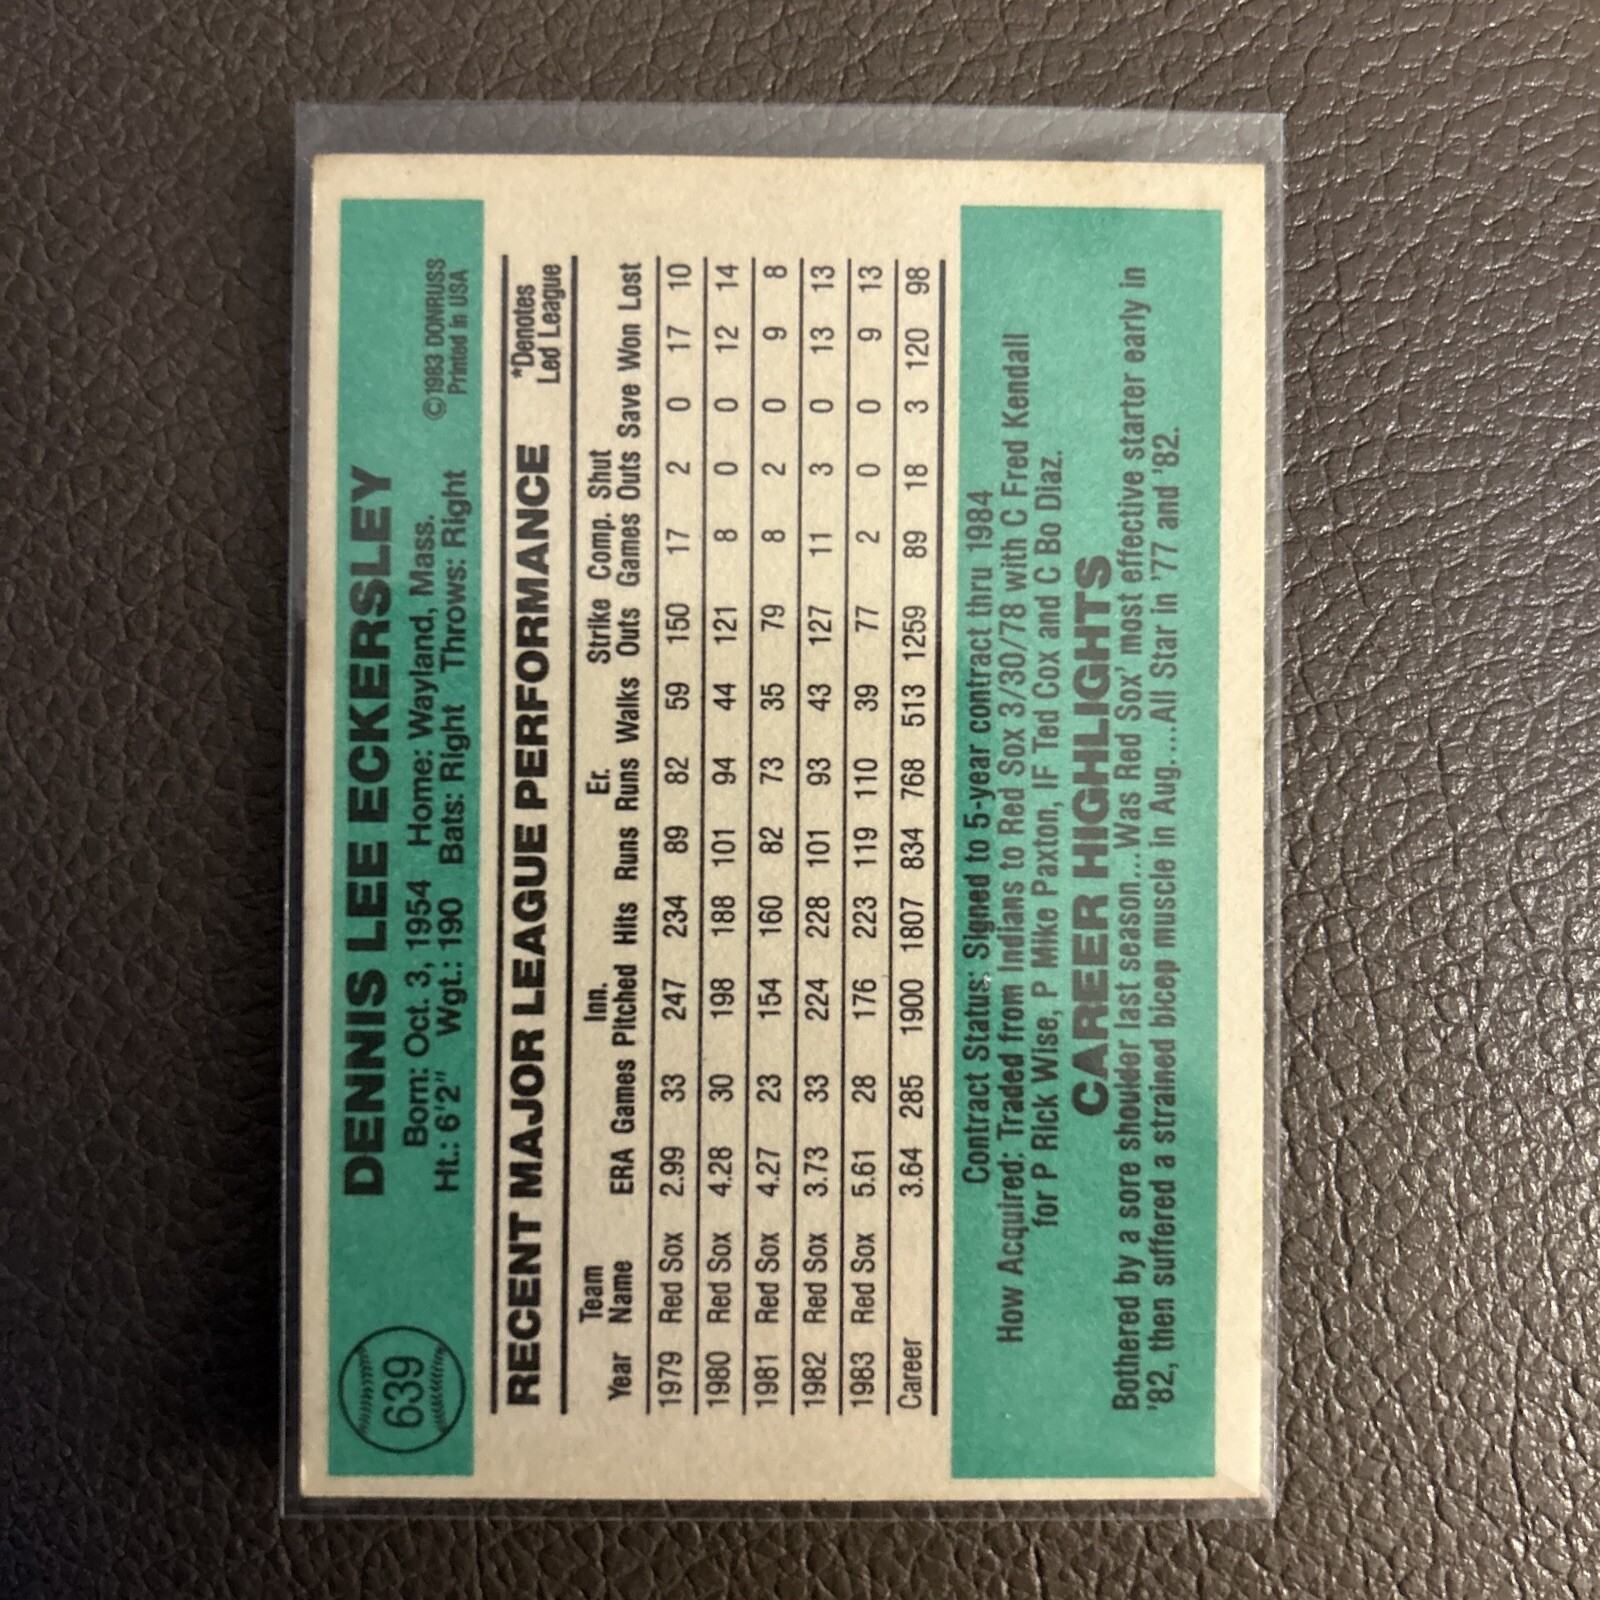 639
DENNIS LEE ECKERSLEY
Born: Oct. 3, 1954 Home: Wayland, Mass. ©1983 DONRUSS
Ht.: 6'2" Wgt.: 190 Bats: Right Throws: Right Printed in USA
RECENT MAJOR LEAGUE PERFORMANCE *Denotes
Led League
Team Inn. Er. Strike Comp. Shut
Year Name ERA Games Pitched Hits Runs Runs Walks Outs Games Outs Save Won Lost
1979 Red Sox 2.99 33 247 234 89 82 59 150 17 2 0 17 10
1980 Red Sox 4.28 30 198 188 101 94 44 121 8 0 0 12 14
1981 Red Sox 4.27 23 154 160 82 73 35 79 8 2 0 9 8
1982 Red Sox 3.73 33 224 228 101 93 43 127 11 3 0 13 13
1983 Red Sox 5.61 28 176 223 119 110 39 77 2 0 0 9 13
Career 3.64 285 1900 1807 834 768 513 1259 89 18 3 120 98
Contract Status: Signed to 5-year contract thru 1984
How Acquired: Traded from Indians to Red Sox 3/30/78 with C Fred Kendall
for P Rick Wise, P Mike Paxton, IF Ted Cox and C Bo Diaz.
CAREER HIGHLIGHTS
Bothered by a sore shoulder last season...Was Red Sox' most effective starter early in
'82, then suffered a strained bicep muscle in Aug....All Star in '77 and '82.